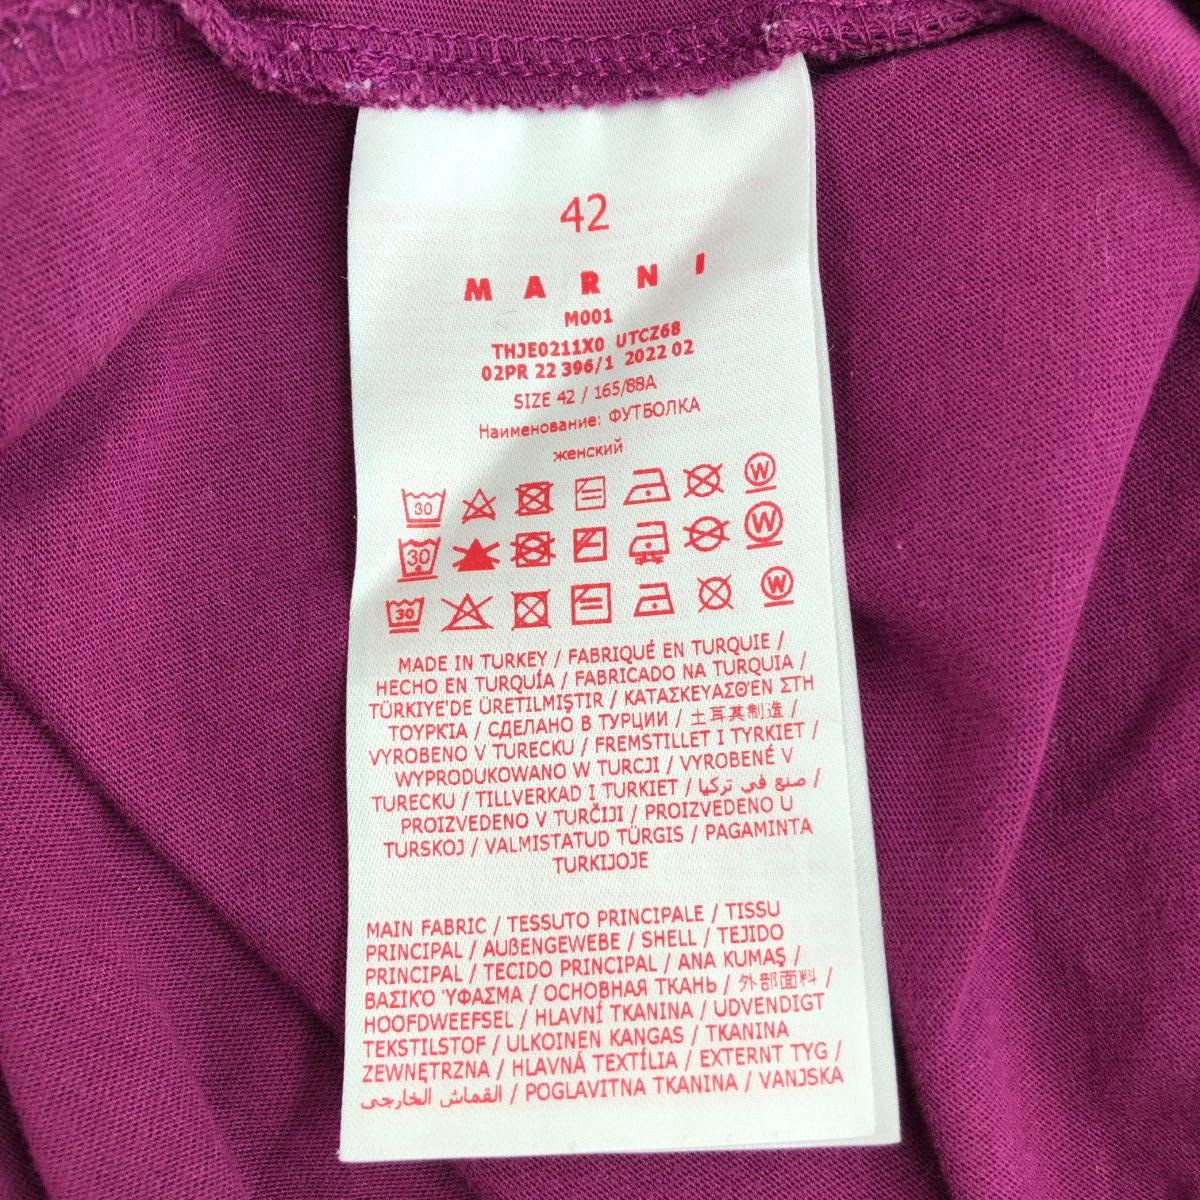 42
MARNI
M001
THJE0211X0 UTCZ68
02PR 22 396/1 2022 02
SIZE 42 / 165/88A
Наименование: ФУТБОЛКА
женский
30 W
30 W
30 W
MADE IN TURKEY / FABRIQUÉ EN TURQUIE /
HECHO EN TURQUÍA / FABRICADO NA TURQUIA /
TÜRKIYE'DE ÜRETILMIŞTIR / ΚΑΤΑΣΚΕΥΑΣΘΈΝ ΣΤΗ
ΤΟΥΡΚΙΑ / СДЕЛАНО В ТУРЦИИ / 土耳其制造 /
VYROBENO V TURECKU / FREMSTILLET I TYRKIET /
WYPRODUKOWANO W TURCJI / VYROBENÉ V
TURECKU / TILLVERKAD I TURKIET / صنع في تركيا /
PROIZVEDENO V TURČIJI / PROIZVEDENO U
TURSKOJ / VALMISTATUD TÜRGIS / PAGAMINTA
TURKIJOJE
MAIN FABRIC / TESSUTO PRINCIPALE / TISSU
PRINCIPAL / AUßENGEWEBE / SHELL / TEJIDO
PRINCIPAL / TECIDO PRINCIPAL / ANA KUMAŞ /
ΒΑΣΙΚΌ ΎΦΑΣΜΑ / ОСНОВНАЯ ТКАНЬ / 外部面料 /
HOOFDWEEFSEL / HLAVNÍ TKANINA / UDVENDIGT
TEKSTILSTOF / ULKOINEN KANGAS / TKANINA
ZEWNĘTRZNA / HLAVNÁ TEXTÍLIA / EXTERNT TYG /
القماش الخارجي / POGLAVITNA TKANINA / VANJSKA